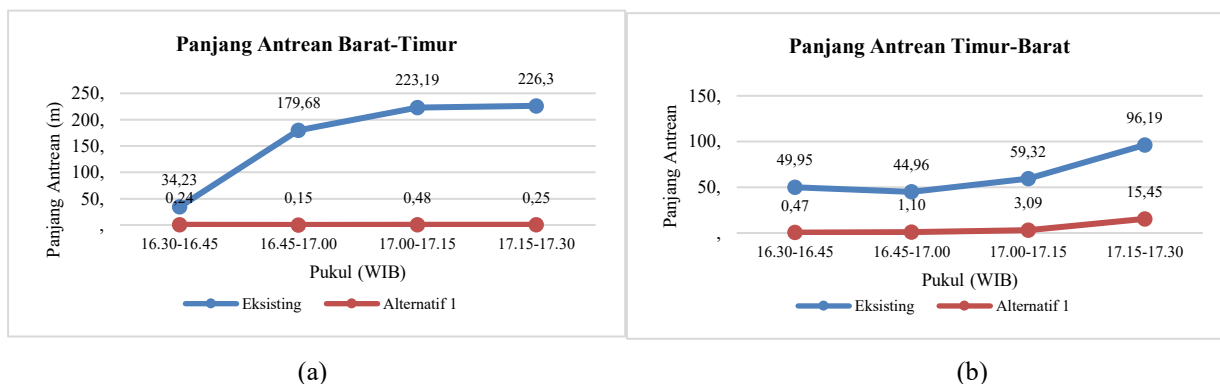 Panjang Antrean Barat-Timur
Panjang Antrean (m)
250,
200,
150,
100,
50,
,
34,23
179,68
223,19
226,3
0,24
0,15
0,48
0,25
16.30-16.45 16.45-17.00 17.00-17.15 17.15-17.30
Pukul (WIB)
Eksisting Alternatif 1
(a)
Panjang Antrean Timur-Barat
Panjang Antrean
150,
100,
50,
,
49,95
44,96
59,32
96,19
0,47
1,10
3,09
15,45
16.30-16.45 16.45-17.00 17.00-17.15 17.15-17.30
Pukul (WIB)
Eksisting Alternatif 1
(b)